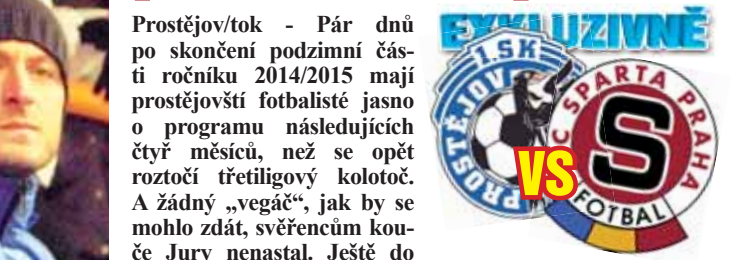 Prostějov/tok - Pár dnů
po skončení podzimní čás-
ti ročníku 2014/2015 mají
prostějovští fotbalisté jasno
o programu následujících
čtyř měsíců, než se opět
roztočí třetiligový kolotoč.
A žádný „vegáč“, jak by se
mohlo zdát, svěřencům kou-
če Jury nenastal. Ještě do
EXKLUZIVNĚ
1.SK
PROSTĚJOV
VS
AC SPARTA PRAHA
S
FOTBAL